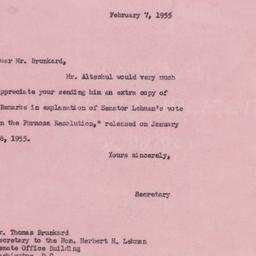 February 7, 1955
ear Mr. Brunkard,
Mr. Altschul would very much
ppreciate your sending him an extra copy of
Remarks in explanation of Senator Lehman's vote
n the Formosa Resolution," released on January
8, 1955.
Yours sincerely,
Secretary
r. Thomas Brunkard
ecretary to the Hon. Herbert H. Lehman
enate Office Building
ashington, D.C.